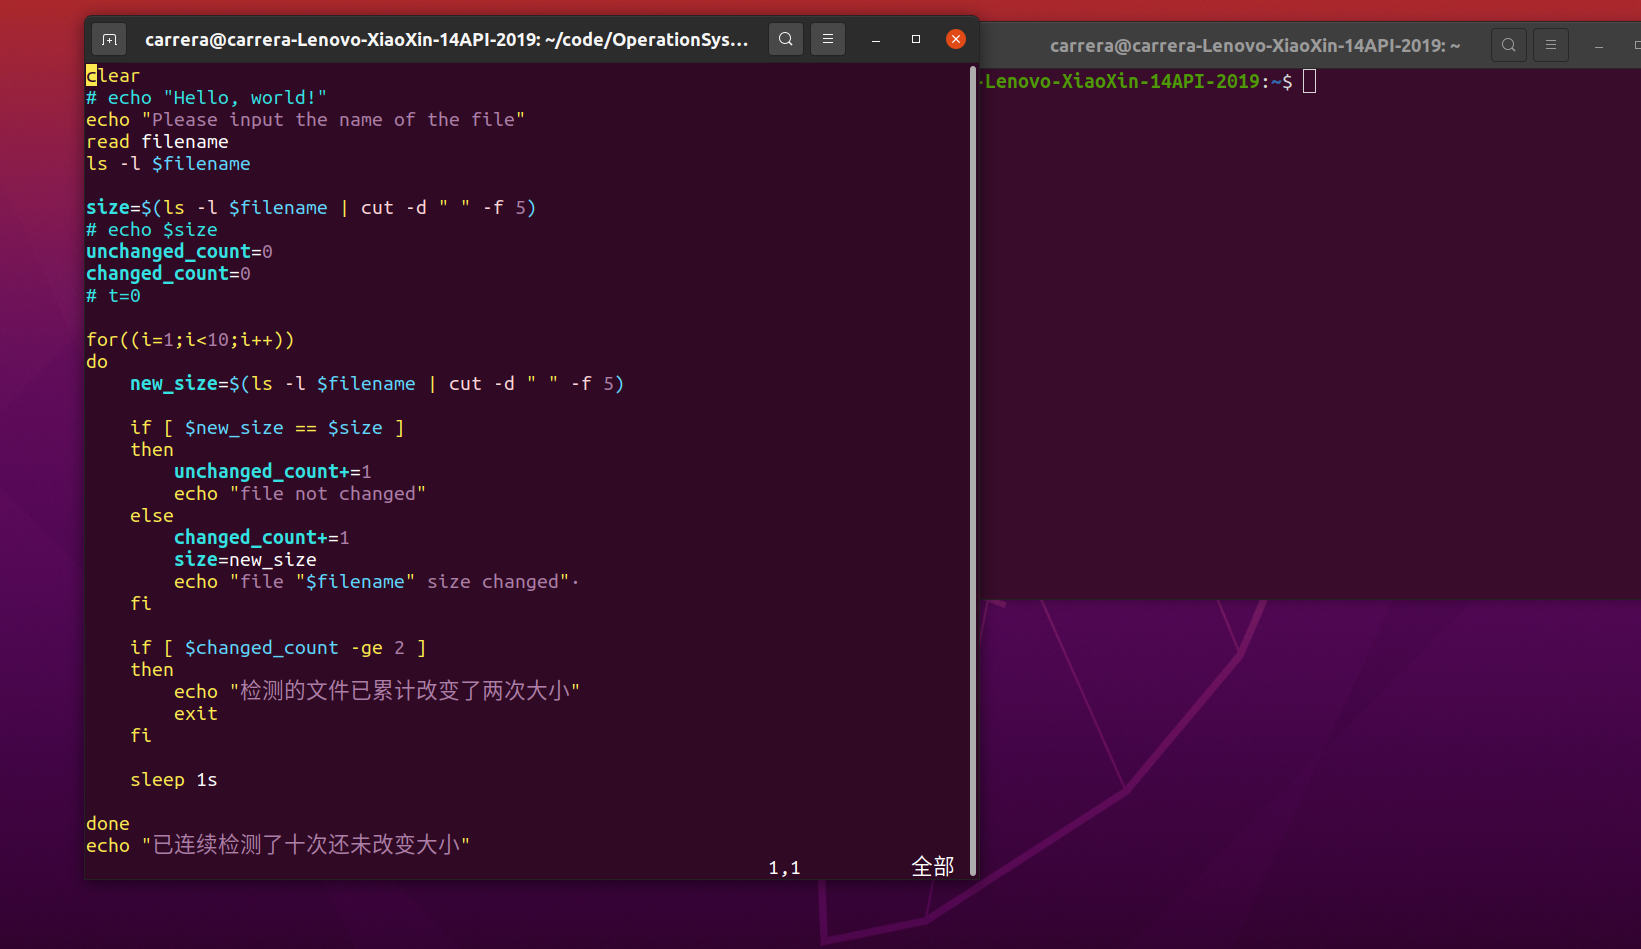 carrera@carrera-Lenovo-XiaoXin-14API-2019: ~/code/OperationSys...
clear
# echo "Hello, world!"
echo "Please input the name of the file"
read filename
ls -l $filename
size=$(ls -l $filename | cut -d " " -f 5)
# echo $size
unchanged_count=0
changed_count=0
# t=0
for((i=1;i<10;i++))
do
    new_size=$(ls -l $filename | cut -d " " -f 5)
    if [ $new_size == $size ]
    then
        unchanged_count+=1
        echo "file not changed"
    else
        changed_count+=1
        size=new_size
        echo "file "$filename" size changed"·
    fi
    if [ $changed_count -ge 2 ]
    then
        echo "检测的文件已累计改变了两次大小"
        exit
    fi
    sleep 1s
done
echo "已连续检测了十次还未改变大小"
1,1 全部
carrera@carrera-Lenovo-XiaoXin-14API-2019: ~
-Lenovo-XiaoXin-14API-2019:~$